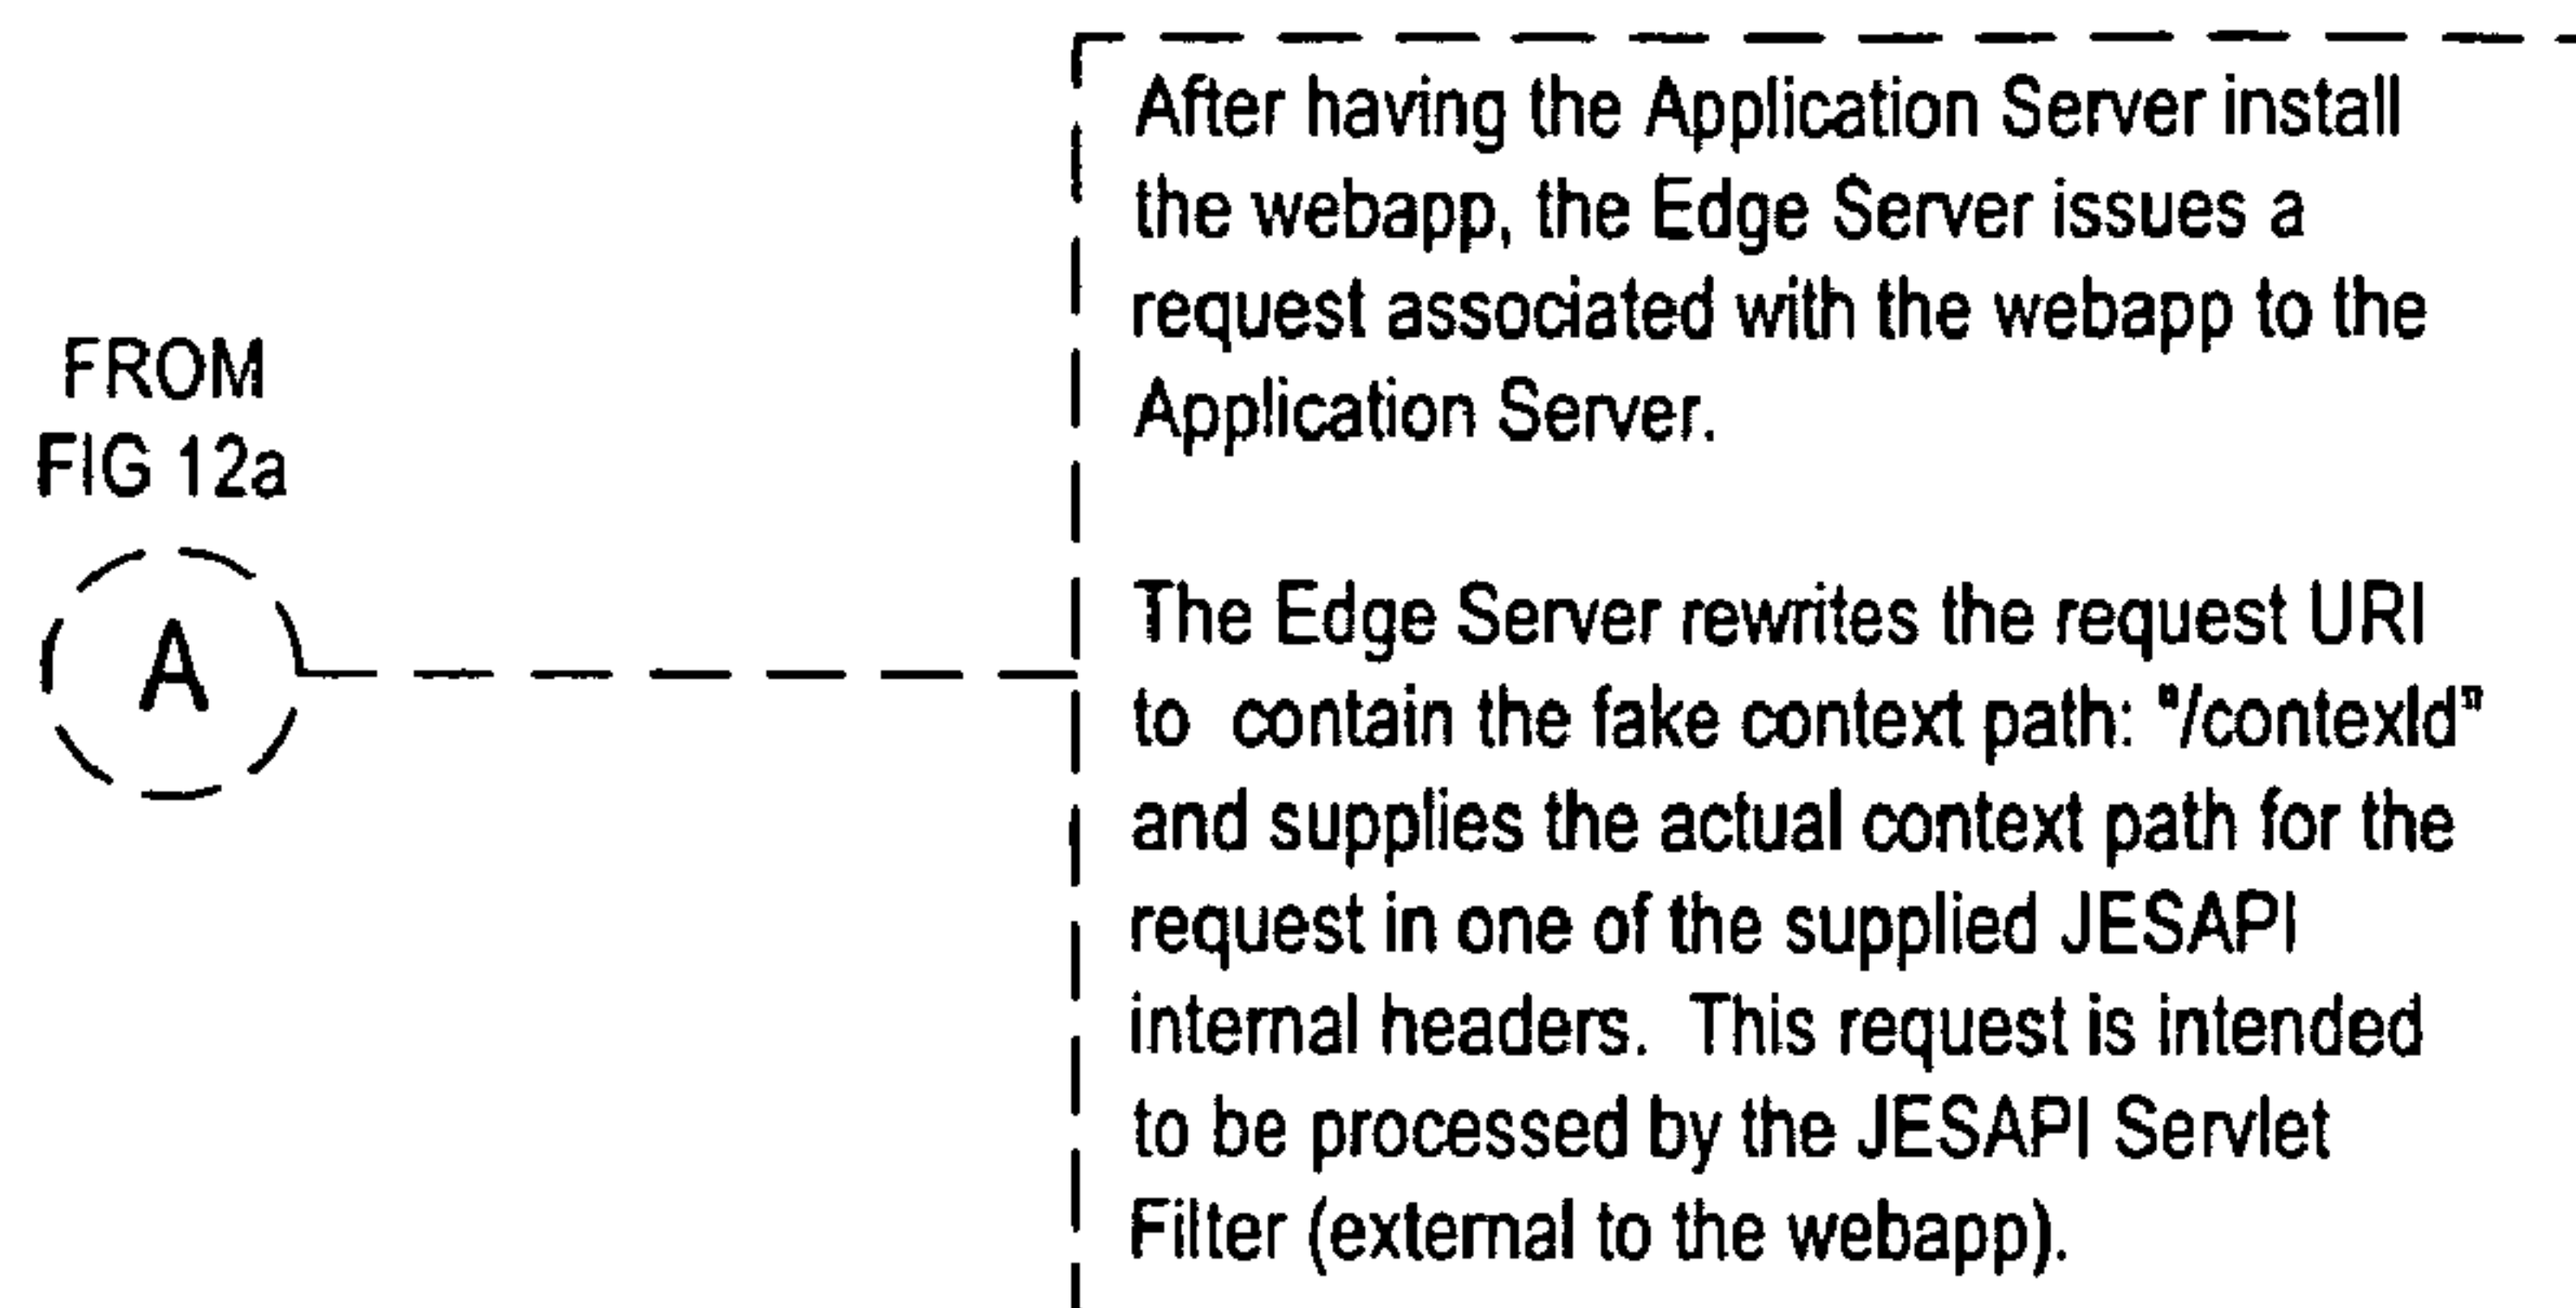 After having the Application Server install
the webapp, the Edge Server issues a
request associated with the webapp to the
Application Server.
FROM
FIG 12a
A
The Edge Server rewrites the request URI
to contain the fake context path: "/contexId"
and supplies the actual context path for the
request in one of the supplied JESAPI
internal headers. This request is intended
to be processed by the JESAPI Servlet
Filter (external to the webapp).